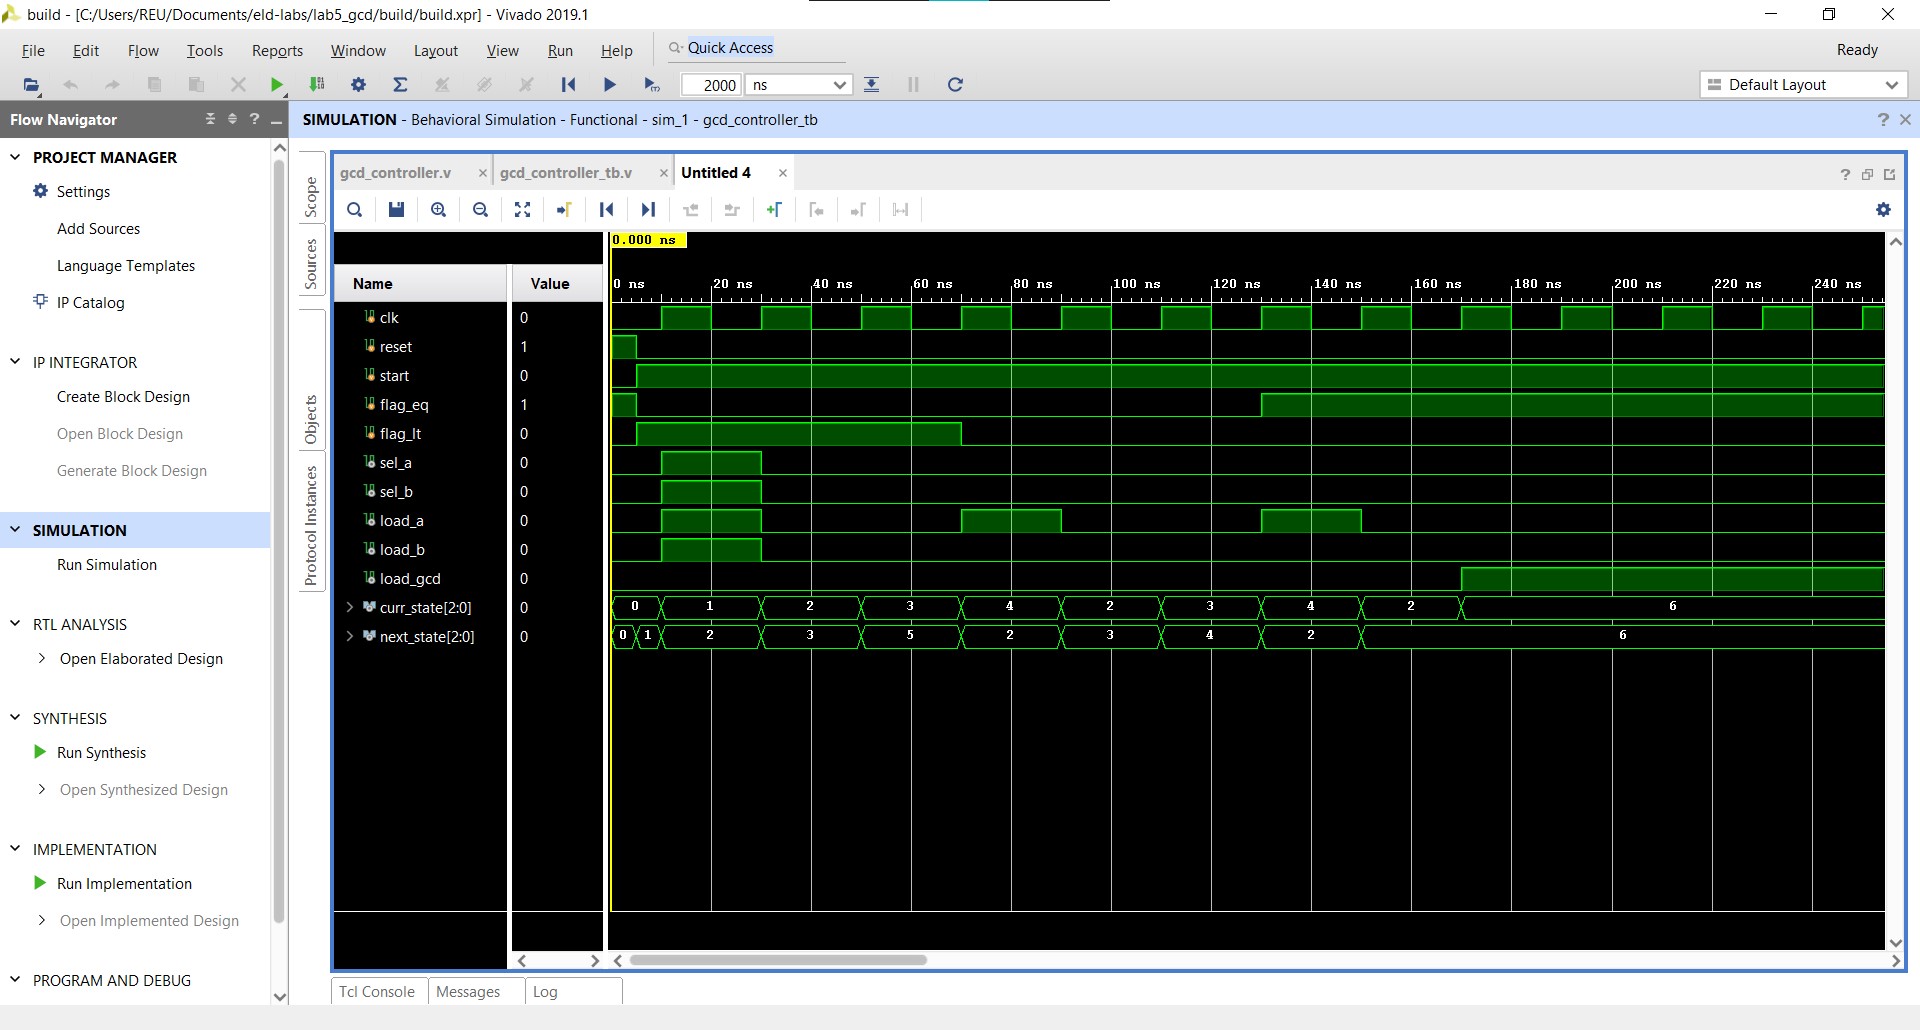 build - [C:/Users/REU/Documents/eld-labs/lab5_gcd/build/build.xpr] - Vivado 2019.1
File Edit Flow Tools Reports Window Layout View Run Help Quick Access Ready
2000 ns Default Layout
Flow Navigator
SIMULATION - Behavioral Simulation - Functional - sim_1 - gcd_controller_tb
PROJECT MANAGER
Settings
Add Sources
Language Templates
IP Catalog
IP INTEGRATOR
Create Block Design
Open Block Design
Generate Block Design
SIMULATION
Run Simulation
RTL ANALYSIS
Open Elaborated Design
SYNTHESIS
Run Synthesis
Open Synthesized Design
IMPLEMENTATION
Run Implementation
Open Implemented Design
PROGRAM AND DEBUG
Scope
Sources
Objects
Protocol Instances
gcd_controller.v gcd_controller_tb.v Untitled 4
0.000 ns
Name Value 0 ns 20 ns 40 ns 60 ns 80 ns 100 ns 120 ns 140 ns 160 ns 180 ns 200 ns 220 ns 240 ns
clk 0
reset 1
start 0
flag_eq 1
flag_lt 0
sel_a 0
sel_b 0
load_a 0
load_b 0
load_gcd 0
curr_state[2:0] 0 0 1 2 3 4 2 3 4 2 6
next_state[2:0] 0 0 1 2 3 5 2 3 4 2 6
Tcl Console Messages Log